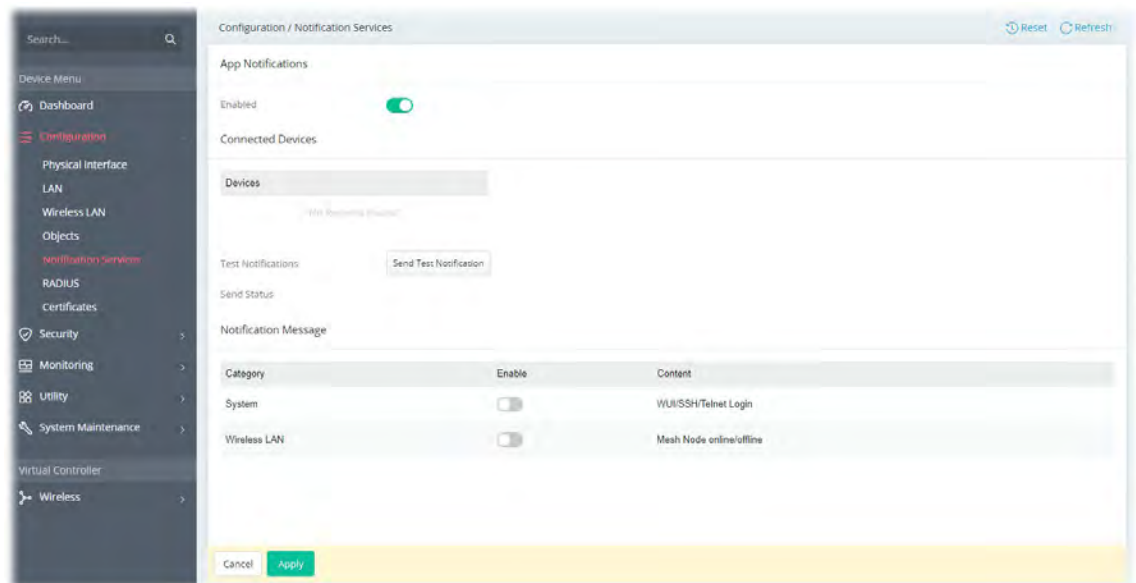 Search...
Configuration / Notification Services
Reset
Refresh
Device Menu
Dashboard
Configuration
Physical Interface
LAN
Wireless LAN
Objects
Notification Services
RADIUS
Certificates
Security
Monitoring
Utility
System Maintenance
Virtual Controller
Wireless
App Notifications
Enabled
Connected Devices
Devices
Test Notifications
Send Test Notification
Send Status
Notification Message
Category Enable Content
System WUI/SSH/Telnet Login
Wireless LAN Mesh Node online/offline
Cancel
Apply